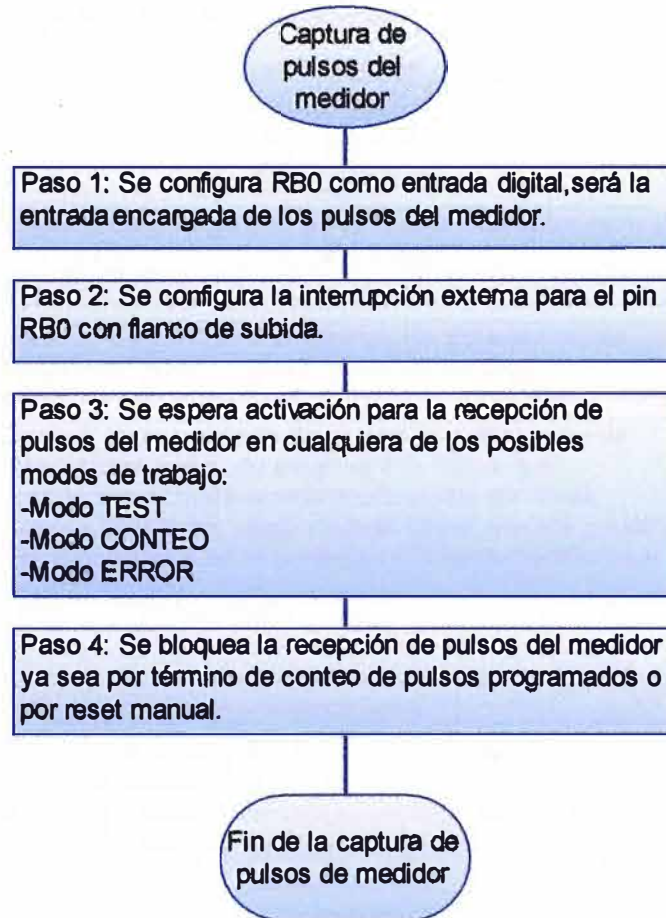 Captura de
pulsos del
medidor
Paso 1: Se configura RB0 como entrada digital,será la
entrada encargada de los pulsos del medidor.
Paso 2: Se configura la interrupción externa para el pin
RB0 con flanco de subida.
Paso 3: Se espera activación para la recepción de
pulsos del medidor en cualquiera de los posibles
modos de trabajo:
-Modo TEST
-Modo CONTEO
-Modo ERROR
Paso 4: Se bloquea la recepción de pulsos del medidor
ya sea por término de conteo de pulsos programados o
por reset manual.
Fin de la captura de
pulsos de medidor